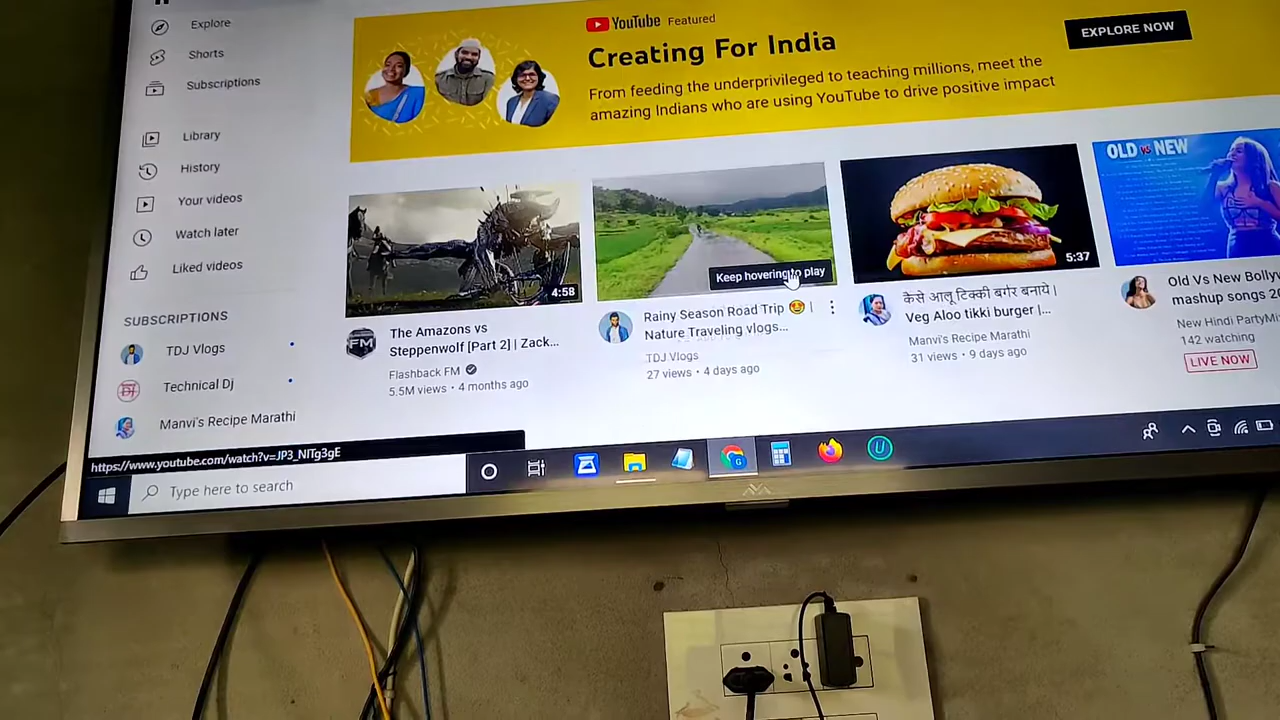 Explore
Shorts
Subscriptions
Library
History
Your videos
Watch later
Liked videos
SUBSCRIPTIONS
TDJ Vlogs
Technical Dj
Manvi's Recipe Marathi
YouTube Featured
Creating For India
From feeding the underprivileged to teaching millions, meet the
amazing Indians who are using YouTube to drive positive impact
EXPLORE NOW
4:58
FM
The Amazons vs
Steppenwolf [Part 2] | Zack...
Flashback FM
5.5M views • 4 months ago
Keep hovering to play
Rainy Season Road Trip 🤩 |
Nature Traveling vlogs...
TDJ Vlogs
27 views • 4 days ago
5:37
केसे आलू टिक्की बर्गर बनाये |
Veg Aloo tikki burger |...
Manvi's Recipe Marathi
31 views • 9 days ago
OLD vs NEW
Old Vs New Bolly
mashup songs 20
New Hindi PartyMi
142 watching
LIVE NOW
https://www.youtube.com/watch?v=JP3_NlTg3gE
Type here to search